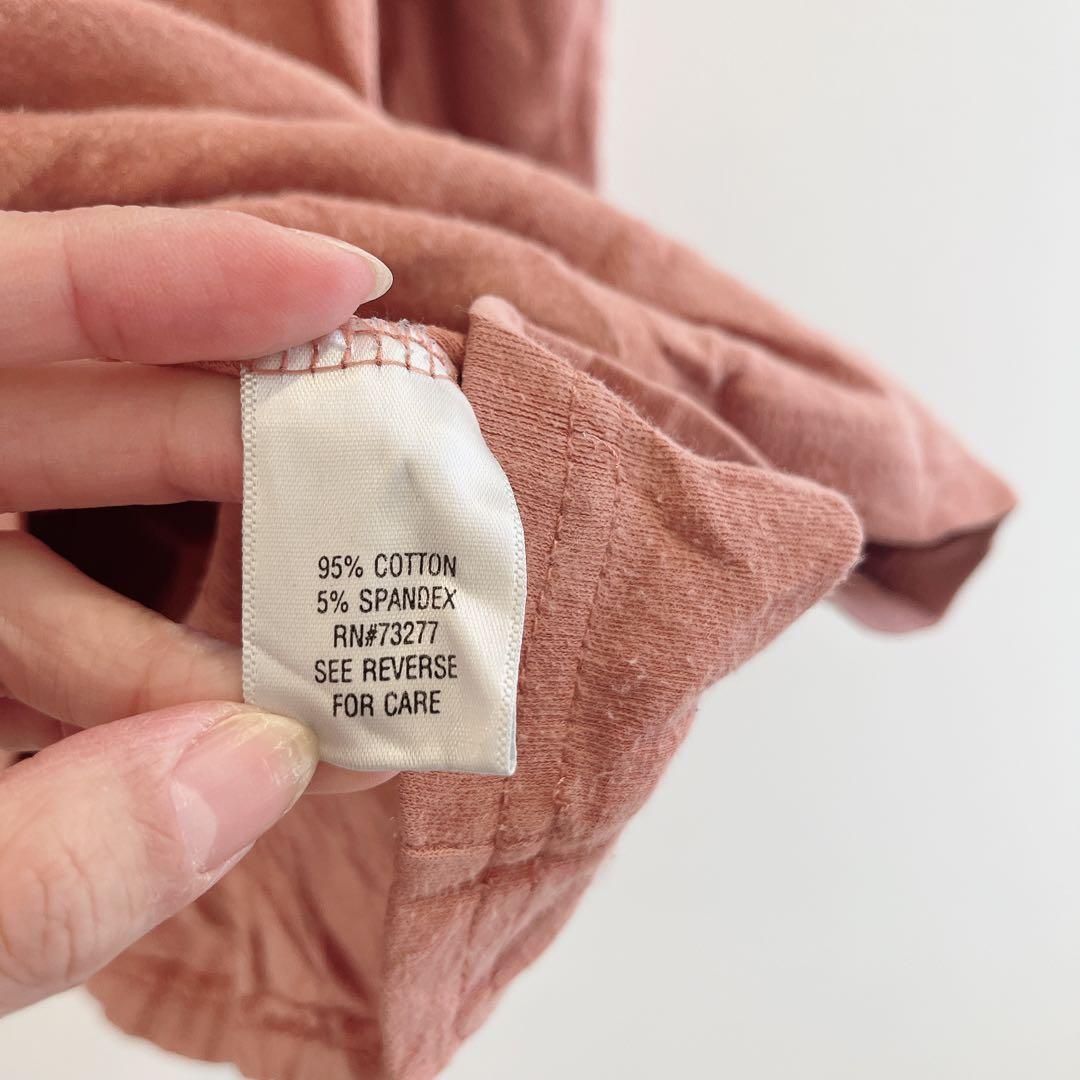 95% COTTON
5% SPANDEX
RN#73277
SEE REVERSE
FOR CARE